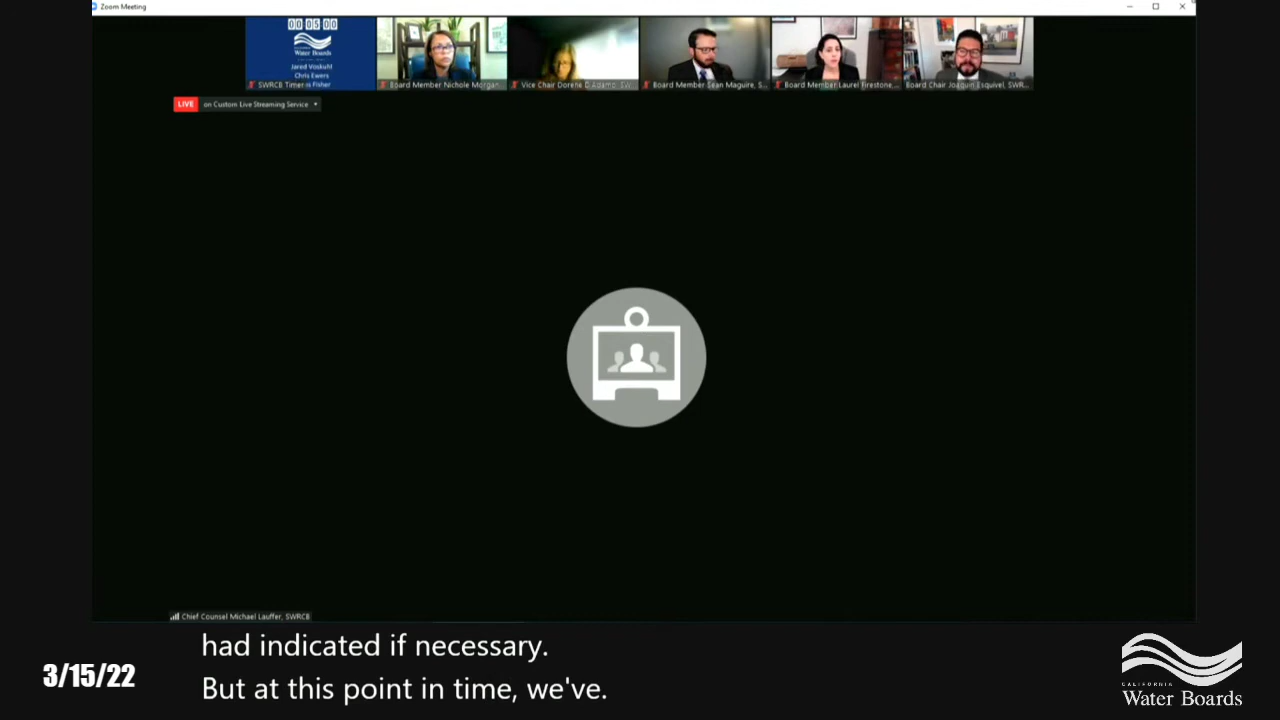 Zoom Meeting
00 05 00
Water Boards
Jared Voskuhl
Chris Ewers
SWRCB Timer is Fisher
Board Member Nichole Morgan
Vice Chair Dorene D'Adamo, SW...
Board Member Sean Maguire, S...
Board Member Laurel Firestone,...
Board Chair Joaquin Esquivel, SWR...
LIVE on Custom Live Streaming Service
Chief Counsel Michael Lauffer, SWRCB
had indicated if necessary.
But at this point in time, we've.
3/15/22
CALIFORNIA
Water Boards